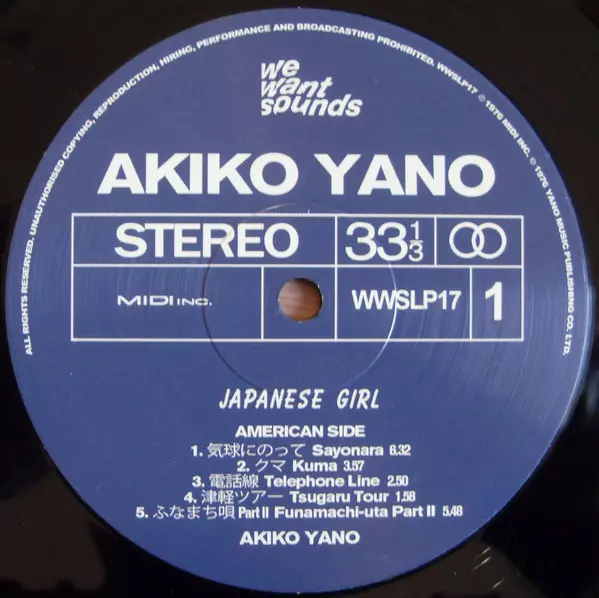 ALL RIGHTS RESERVED. UNAUTHORISED COPYING, REPRODUCTION, HIRING, PERFORMANCE AND BROADCASTING PROHIBITED. WWSLP17 ℗ 1976 MIDI INC. © 1976 YANO MUSIC PUBLISHING CO. LTD.
we
want
sounds
AKIKO YANO
STEREO 33 1/3
MIDI INC. WWSLP17 1
JAPANESE GIRL
AMERICAN SIDE
1. 気球にのって Sayonara 6.32
2. クマ Kuma 3.57
3. 電話線 Telephone Line 2.50
4. 津軽ツアー Tsugaru Tour 1.58
5. ふなまち唄 Part II Funamachi-uta Part II 5.48
AKIKO YANO